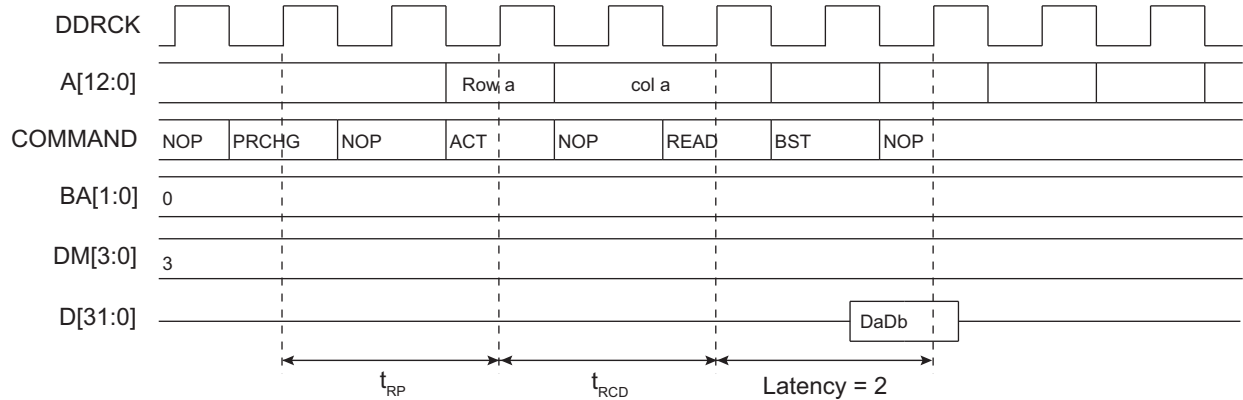 DDRCK
A[12:0] Row a col a
COMMAND NOP PRCHG NOP ACT NOP READ BST NOP
BA[1:0] 0
DM[3:0] 3
D[31:0] DaDb
tRP tRCD Latency = 2